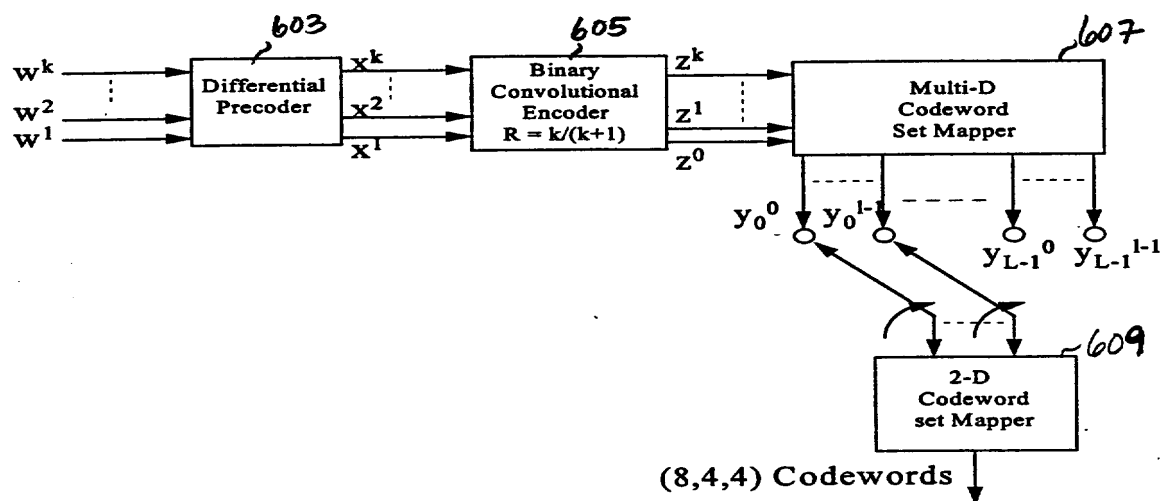 603
605
607
w^k
w^2
w^1
Differential
Precoder
x^k
x^2
x^1
Binary
Convolutional
Encoder
R = k/(k+1)
z^k
z^1
z^0
Multi-D
Codeword
Set Mapper
y_0^0
y_0^l-1
y_L-1^0
y_L-1^l-1
609
2-D
Codeword
set Mapper
(8,4,4) Codewords